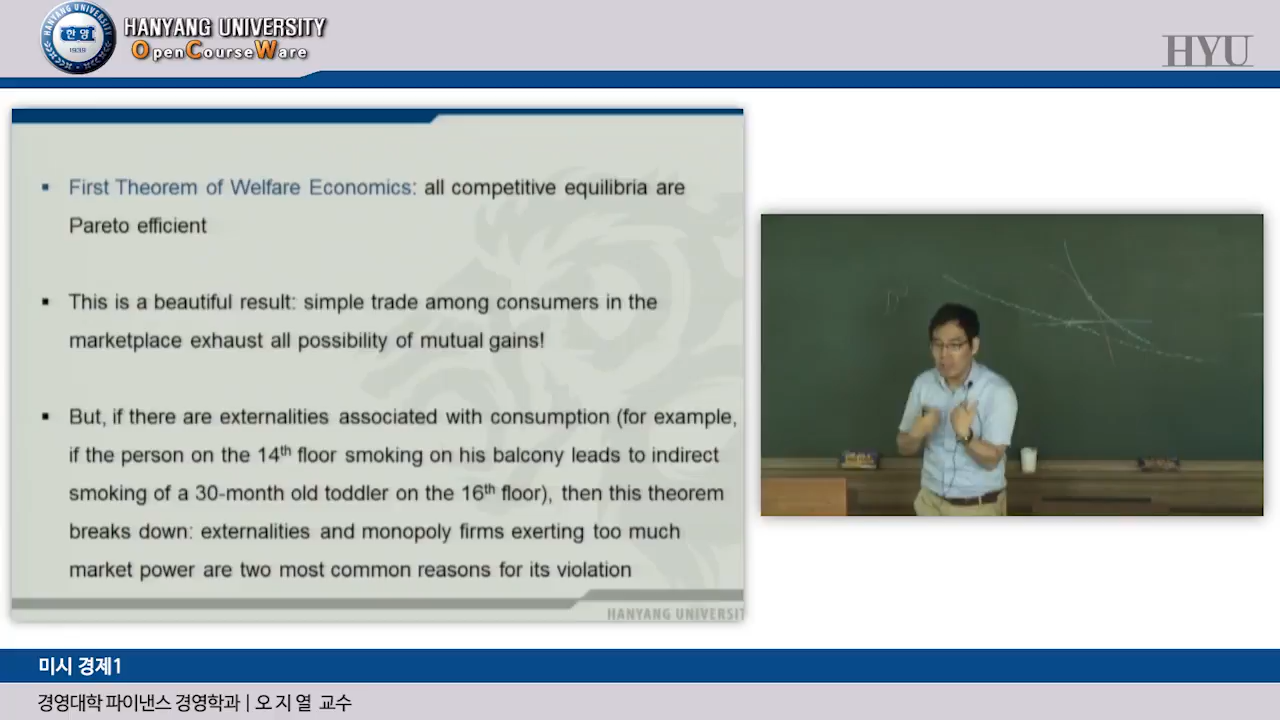 HANYANG UNIVERSITY
OpenCourseWare
한양
1939
HYU
First Theorem of Welfare Economics: all competitive equilibria are
Pareto efficient
This is a beautiful result: simple trade among consumers in the
marketplace exhaust all possibility of mutual gains!
But, if there are externalities associated with consumption (for example,
if the person on the 14th floor smoking on his balcony leads to indirect
smoking of a 30-month old toddler on the 16th floor), then this theorem
breaks down: externalities and monopoly firms exerting too much
market power are two most common reasons for its violation
HANYANG UNIVERSIT
미시 경제1
경영대학 파이낸스 경영학과 | 오 지 열 교수